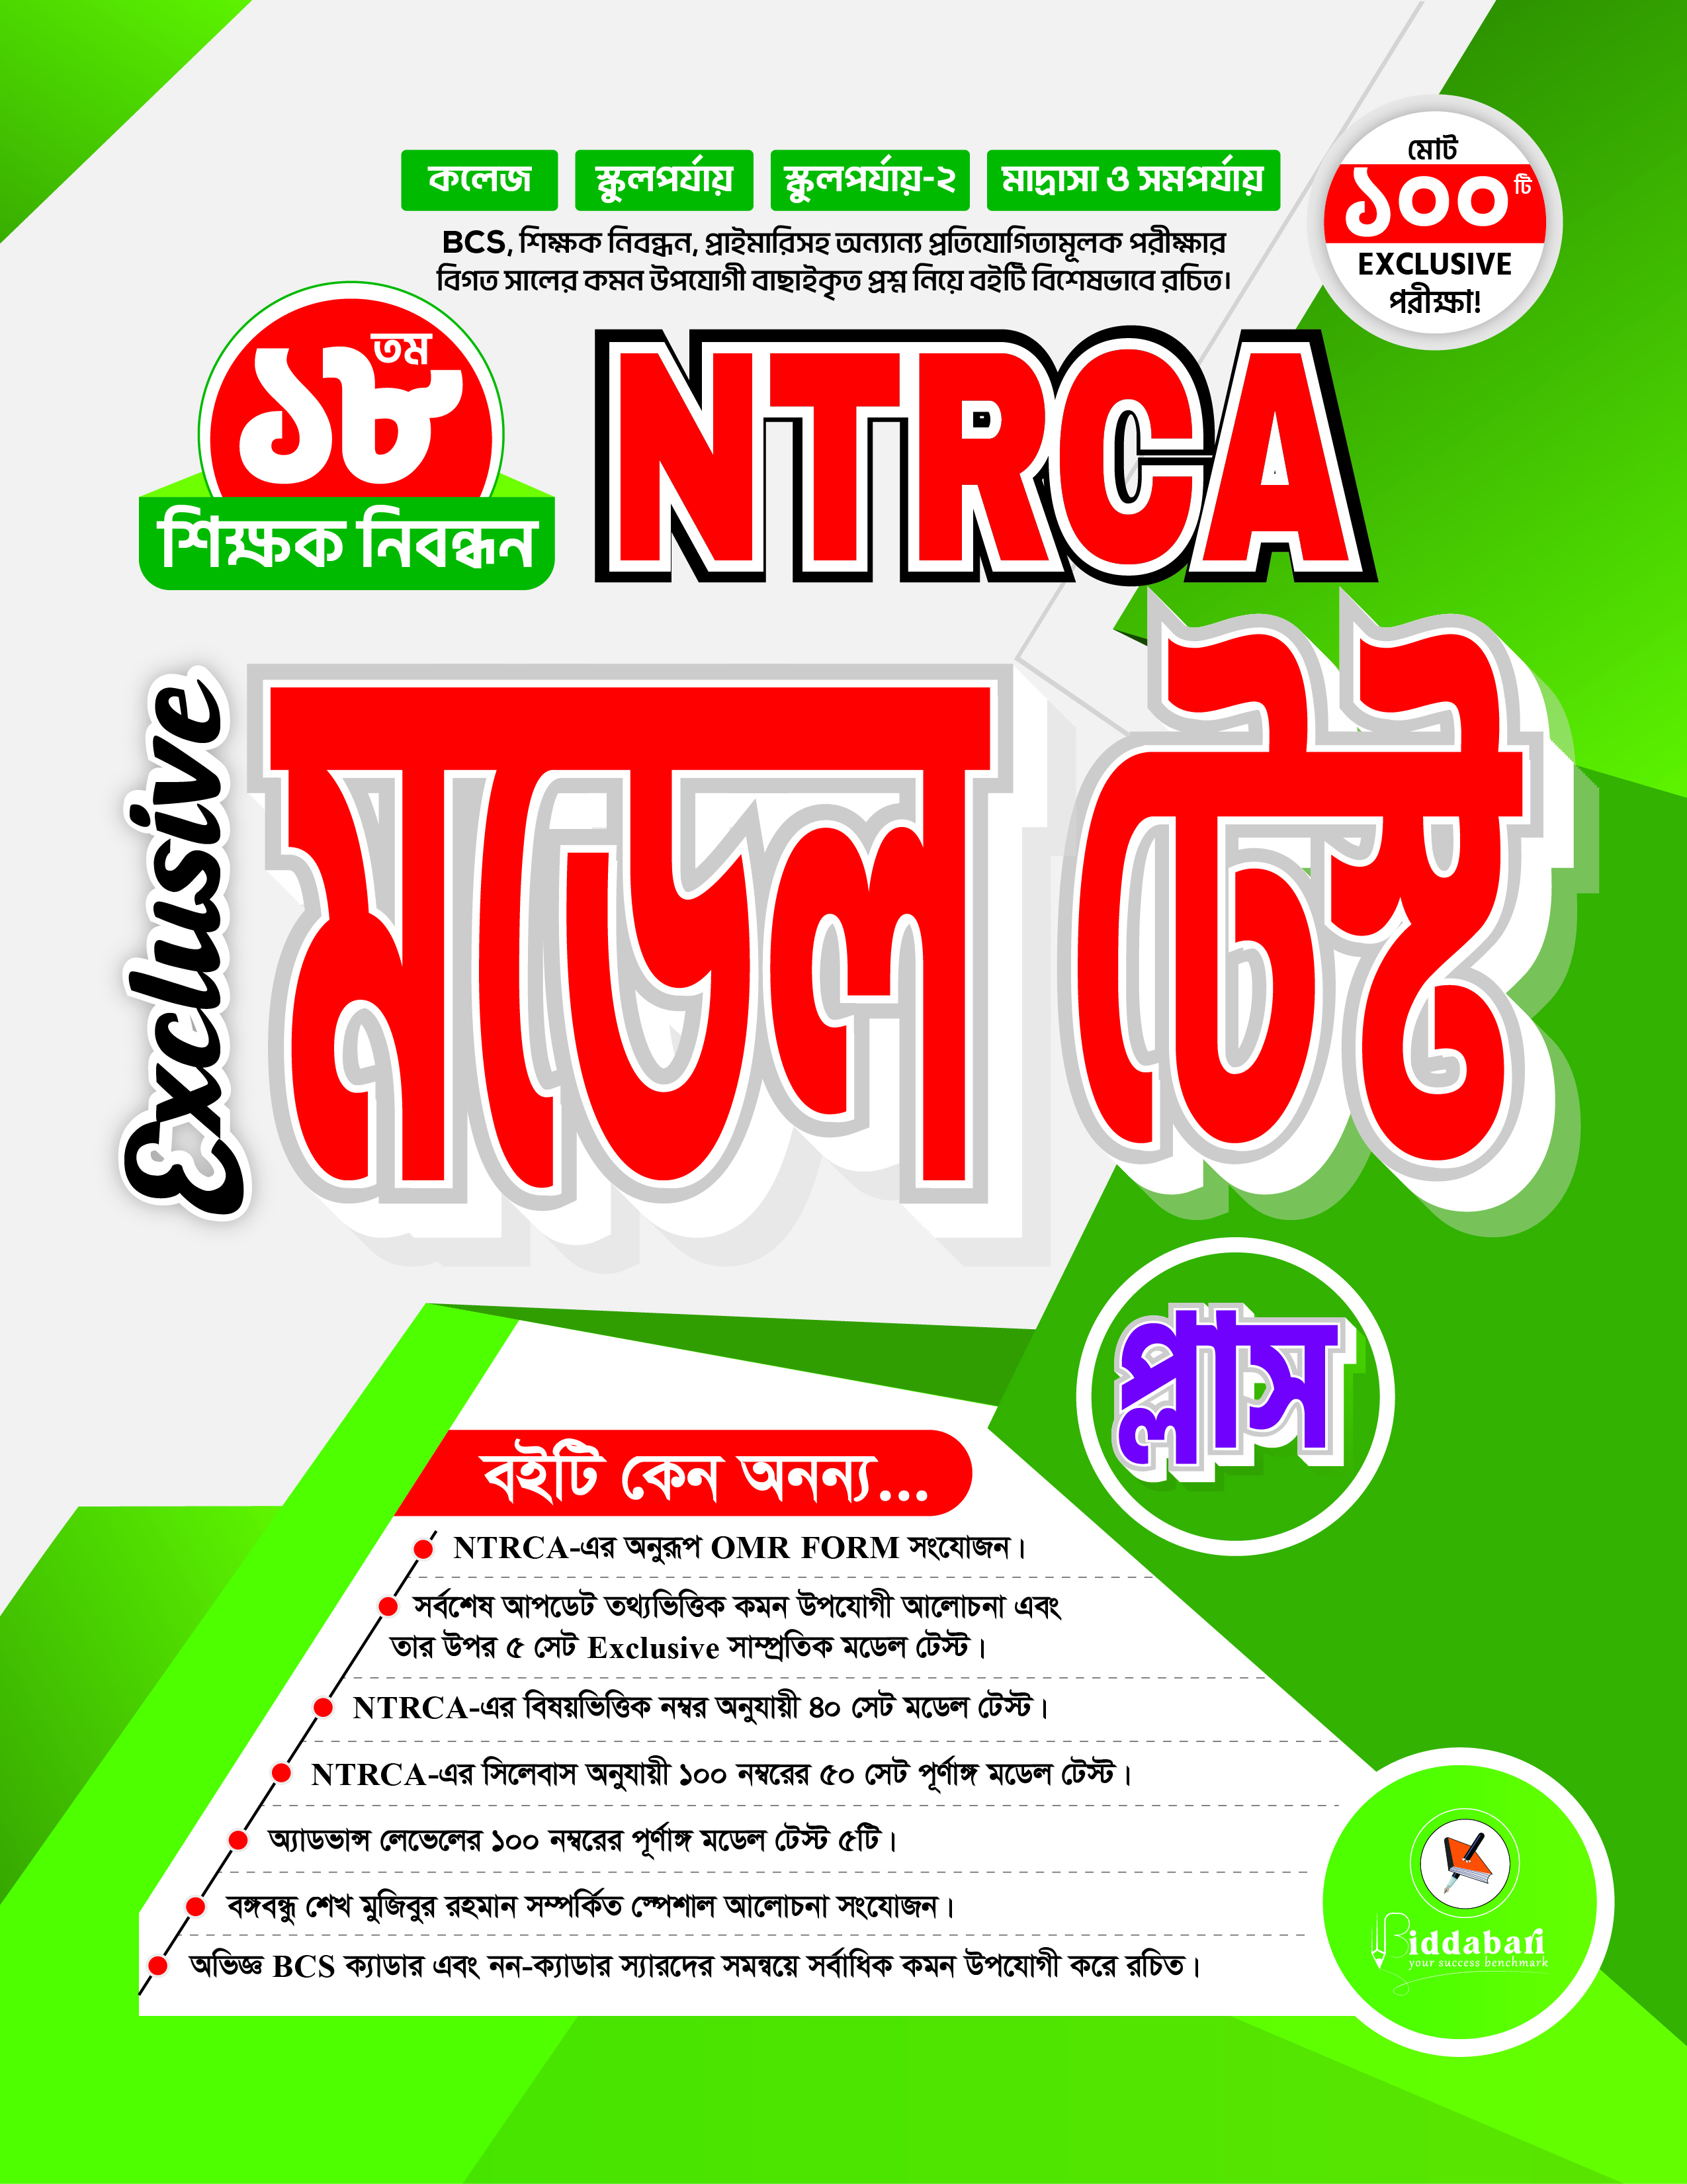 কলেজ স্কুলপর্যায় স্কুলপর্যায়-২ মাদ্রাসা ও সমপর্যায়
BCS, শিক্ষক নিবন্ধন, প্রাইমারিসহ অন্যান্য প্রতিযোগিতামূলক পরীক্ষার
বিগত সালের কমন উপযোগী বাছাইকৃত প্রশ্ন নিয়ে বইটি বিশেষভাবে রচিত।
মোট
১০০টি
EXCLUSIVE
পরীক্ষা!
১৮তম
শিক্ষক নিবন্ধন
NTRCA
Exclusive
মডেল টেস্ট
প্লাস
বইটি কেন অনন্য...
NTRCA-এর অনুরূপ OMR FORM সংযোজন।
সর্বশেষ আপডেট তথ্যভিত্তিক কমন উপযোগী আলোচনা এবং
তার উপর ৫ সেট Exclusive সাম্প্রতিক মডেল টেস্ট।
NTRCA-এর বিষয়ভিত্তিক নম্বর অনুযায়ী ৪০ সেট মডেল টেস্ট।
NTRCA-এর সিলেবাস অনুযায়ী ১০০ নম্বরের ৫০ সেট পূর্ণাঙ্গ মডেল টেস্ট।
অ্যাডভান্স লেভেলের ১০০ নম্বরের পূর্ণাঙ্গ মডেল টেস্ট ৫টি।
বঙ্গবন্ধু শেখ মুজিবুর রহমান সম্পর্কিত স্পেশাল আলোচনা সংযোজন।
অভিজ্ঞ BCS ক্যাডার এবং নন-ক্যাডার স্যারদের সমন্বয়ে সর্বাধিক কমন উপযোগী করে রচিত।
Biddabari
your success benchmark